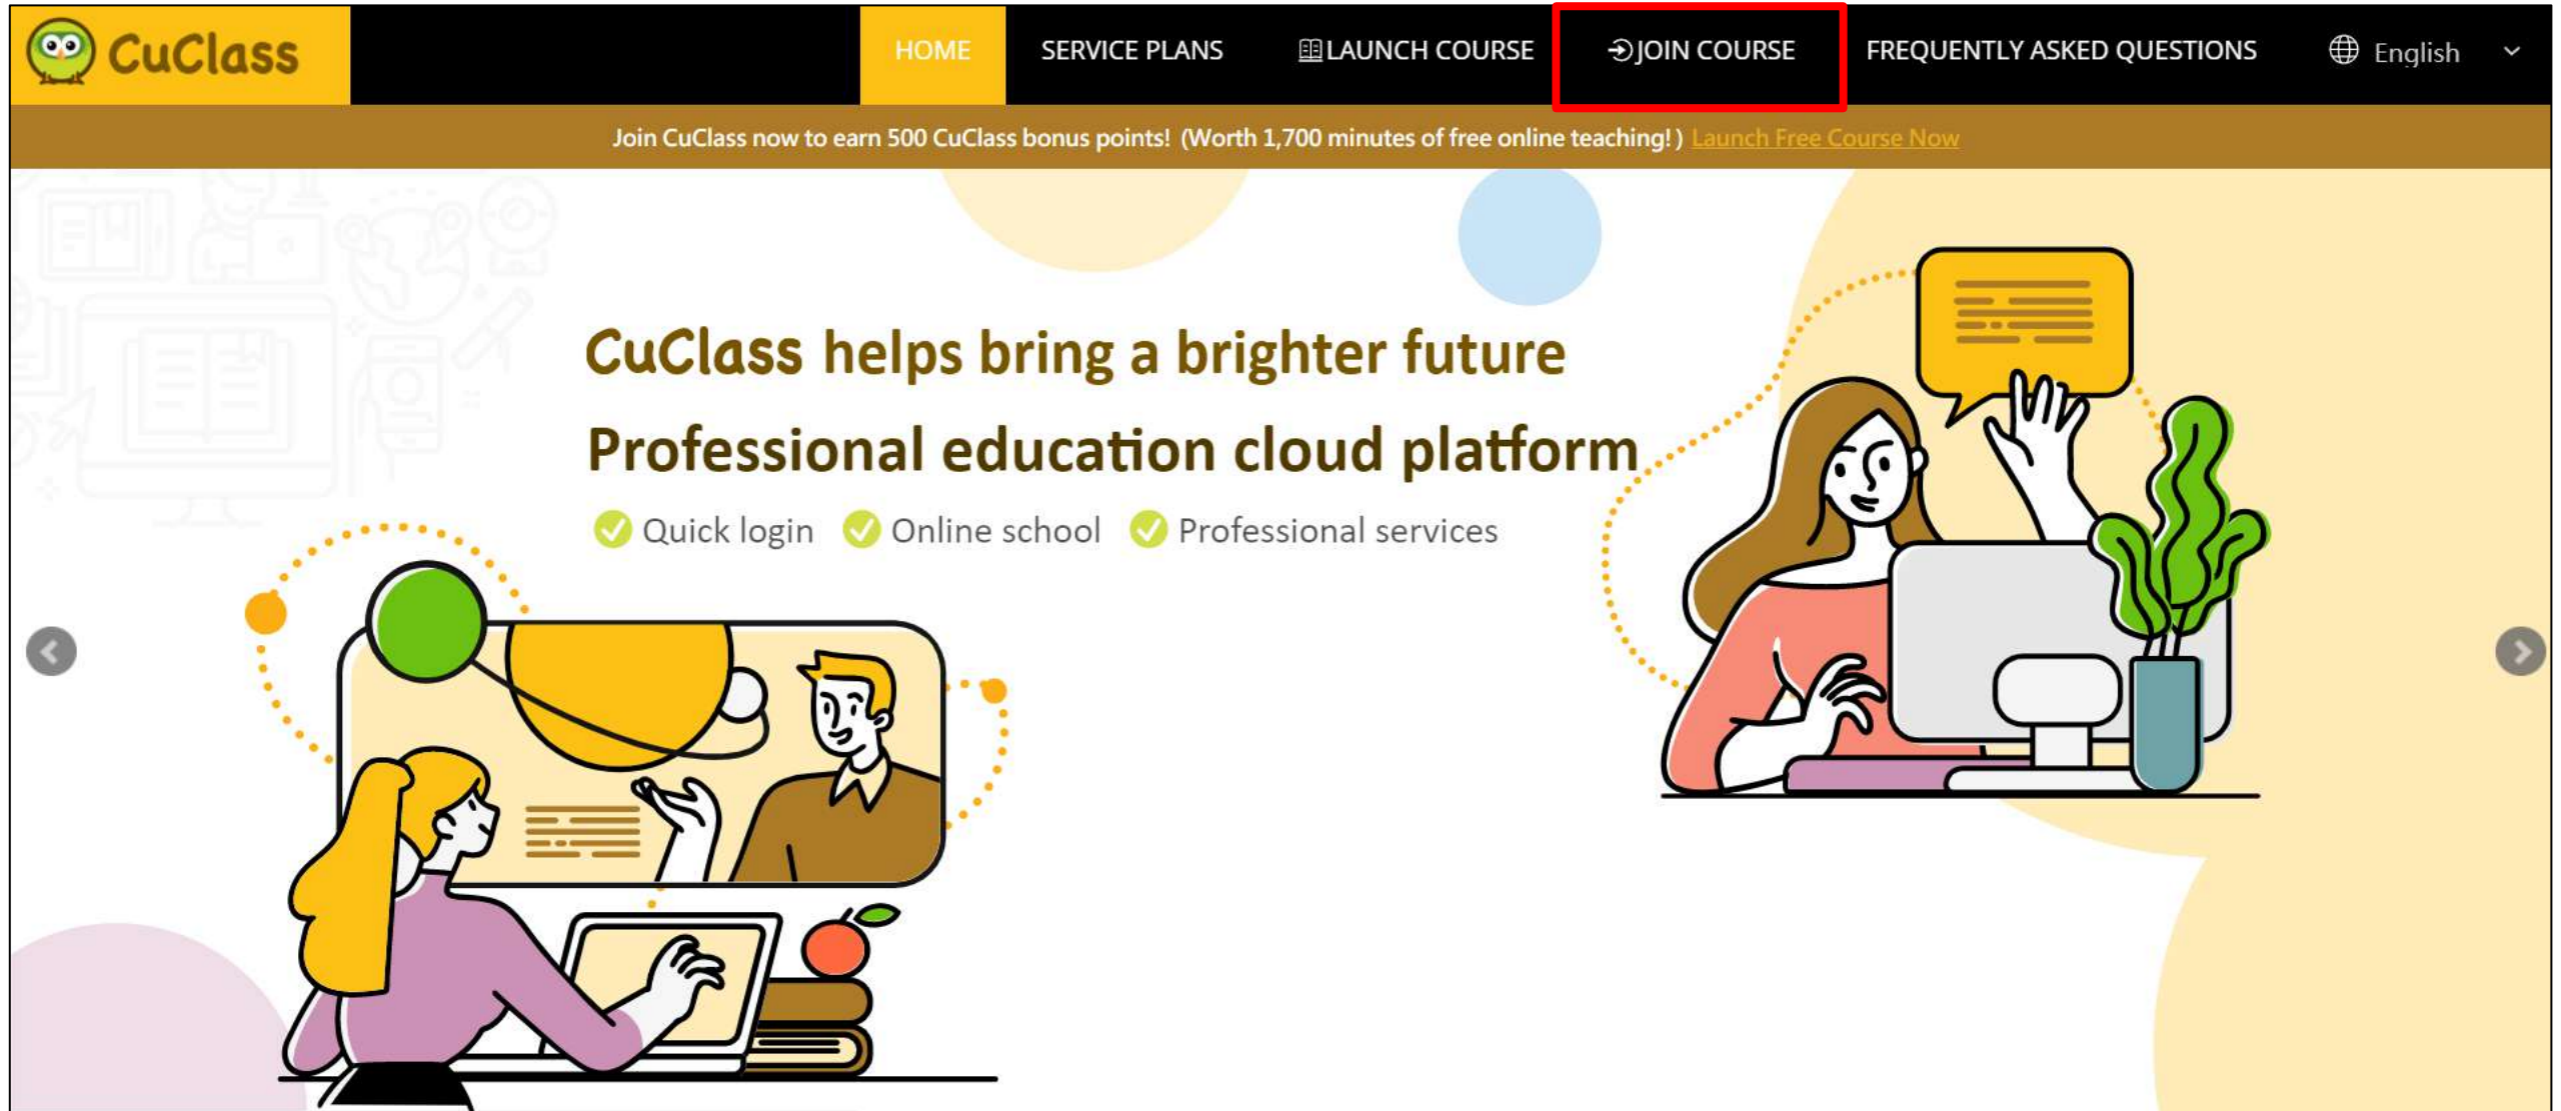 CuClass
HOME
SERVICE PLANS
LAUNCH COURSE
JOIN COURSE
FREQUENTLY ASKED QUESTIONS
English
Join CuClass now to earn 500 CuClass bonus points! (Worth 1,700 minutes of free online teaching!) Launch Free Course Now
CuClass helps bring a brighter future
Professional education cloud platform
Quick login
Online school
Professional services